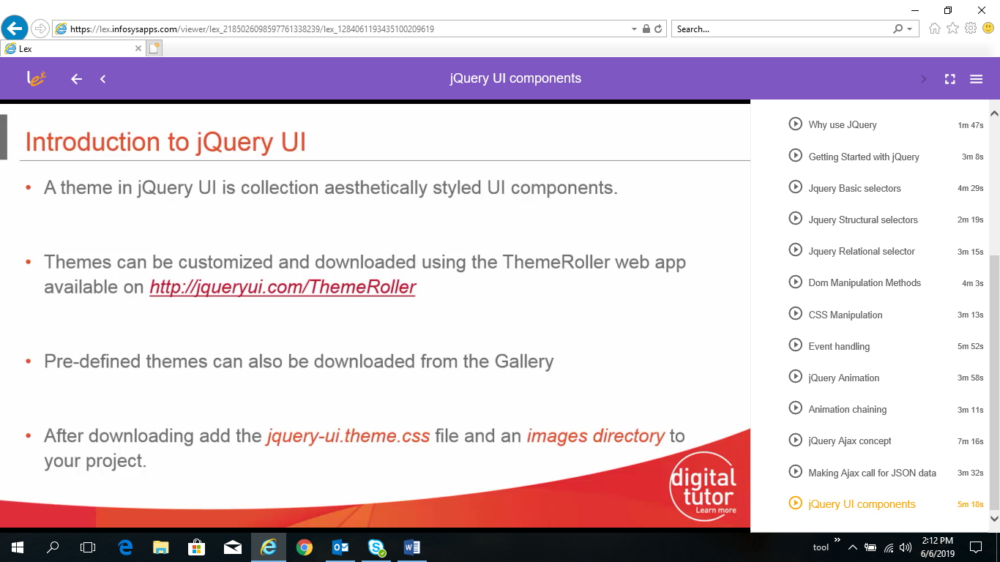 https://lex.infosysapps.com/viewer/lex_2185026098597761338239/lex_1284061193435100209619
Search...
Lex
lex
jQuery UI components
Introduction to jQuery UI
• A theme in jQuery UI is collection aesthetically styled UI components.
• Themes can be customized and downloaded using the ThemeRoller web app
available on http://jqueryui.com/ThemeRoller
• Pre-defined themes can also be downloaded from the Gallery
• After downloading add the jquery-ui.theme.css file and an images directory to
your project.
digital
tutor
Learn more
Why use JQuery 1m 47s
Getting Started with jQuery 3m 8s
Jquery Basic selectors 4m 29s
Jquery Structural selectors 2m 19s
Jquery Relational selector 3m 15s
Dom Manipulation Methods 4m 3s
CSS Manipulation 3m 13s
Event handling 5m 52s
jQuery Animation 3m 58s
Animation chaining 3m 11s
jQuery Ajax concept 7m 16s
Making Ajax call for JSON data 3m 32s
jQuery UI components 5m 18s
tool
2:12 PM
6/6/2019